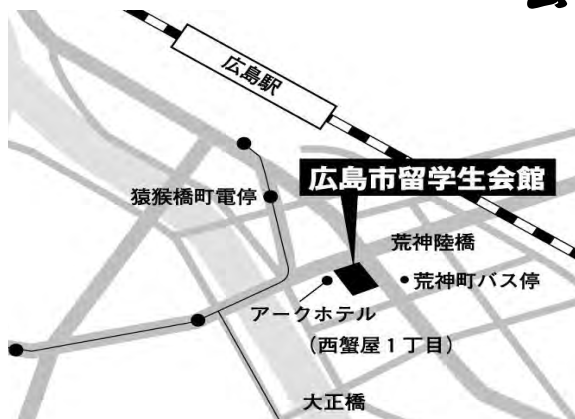 広島駅
広島市留学生会館
猿猴橋町電停
荒神陸橋
荒神町バス停
アークホテル
(西蟹屋1丁目)
大正橋